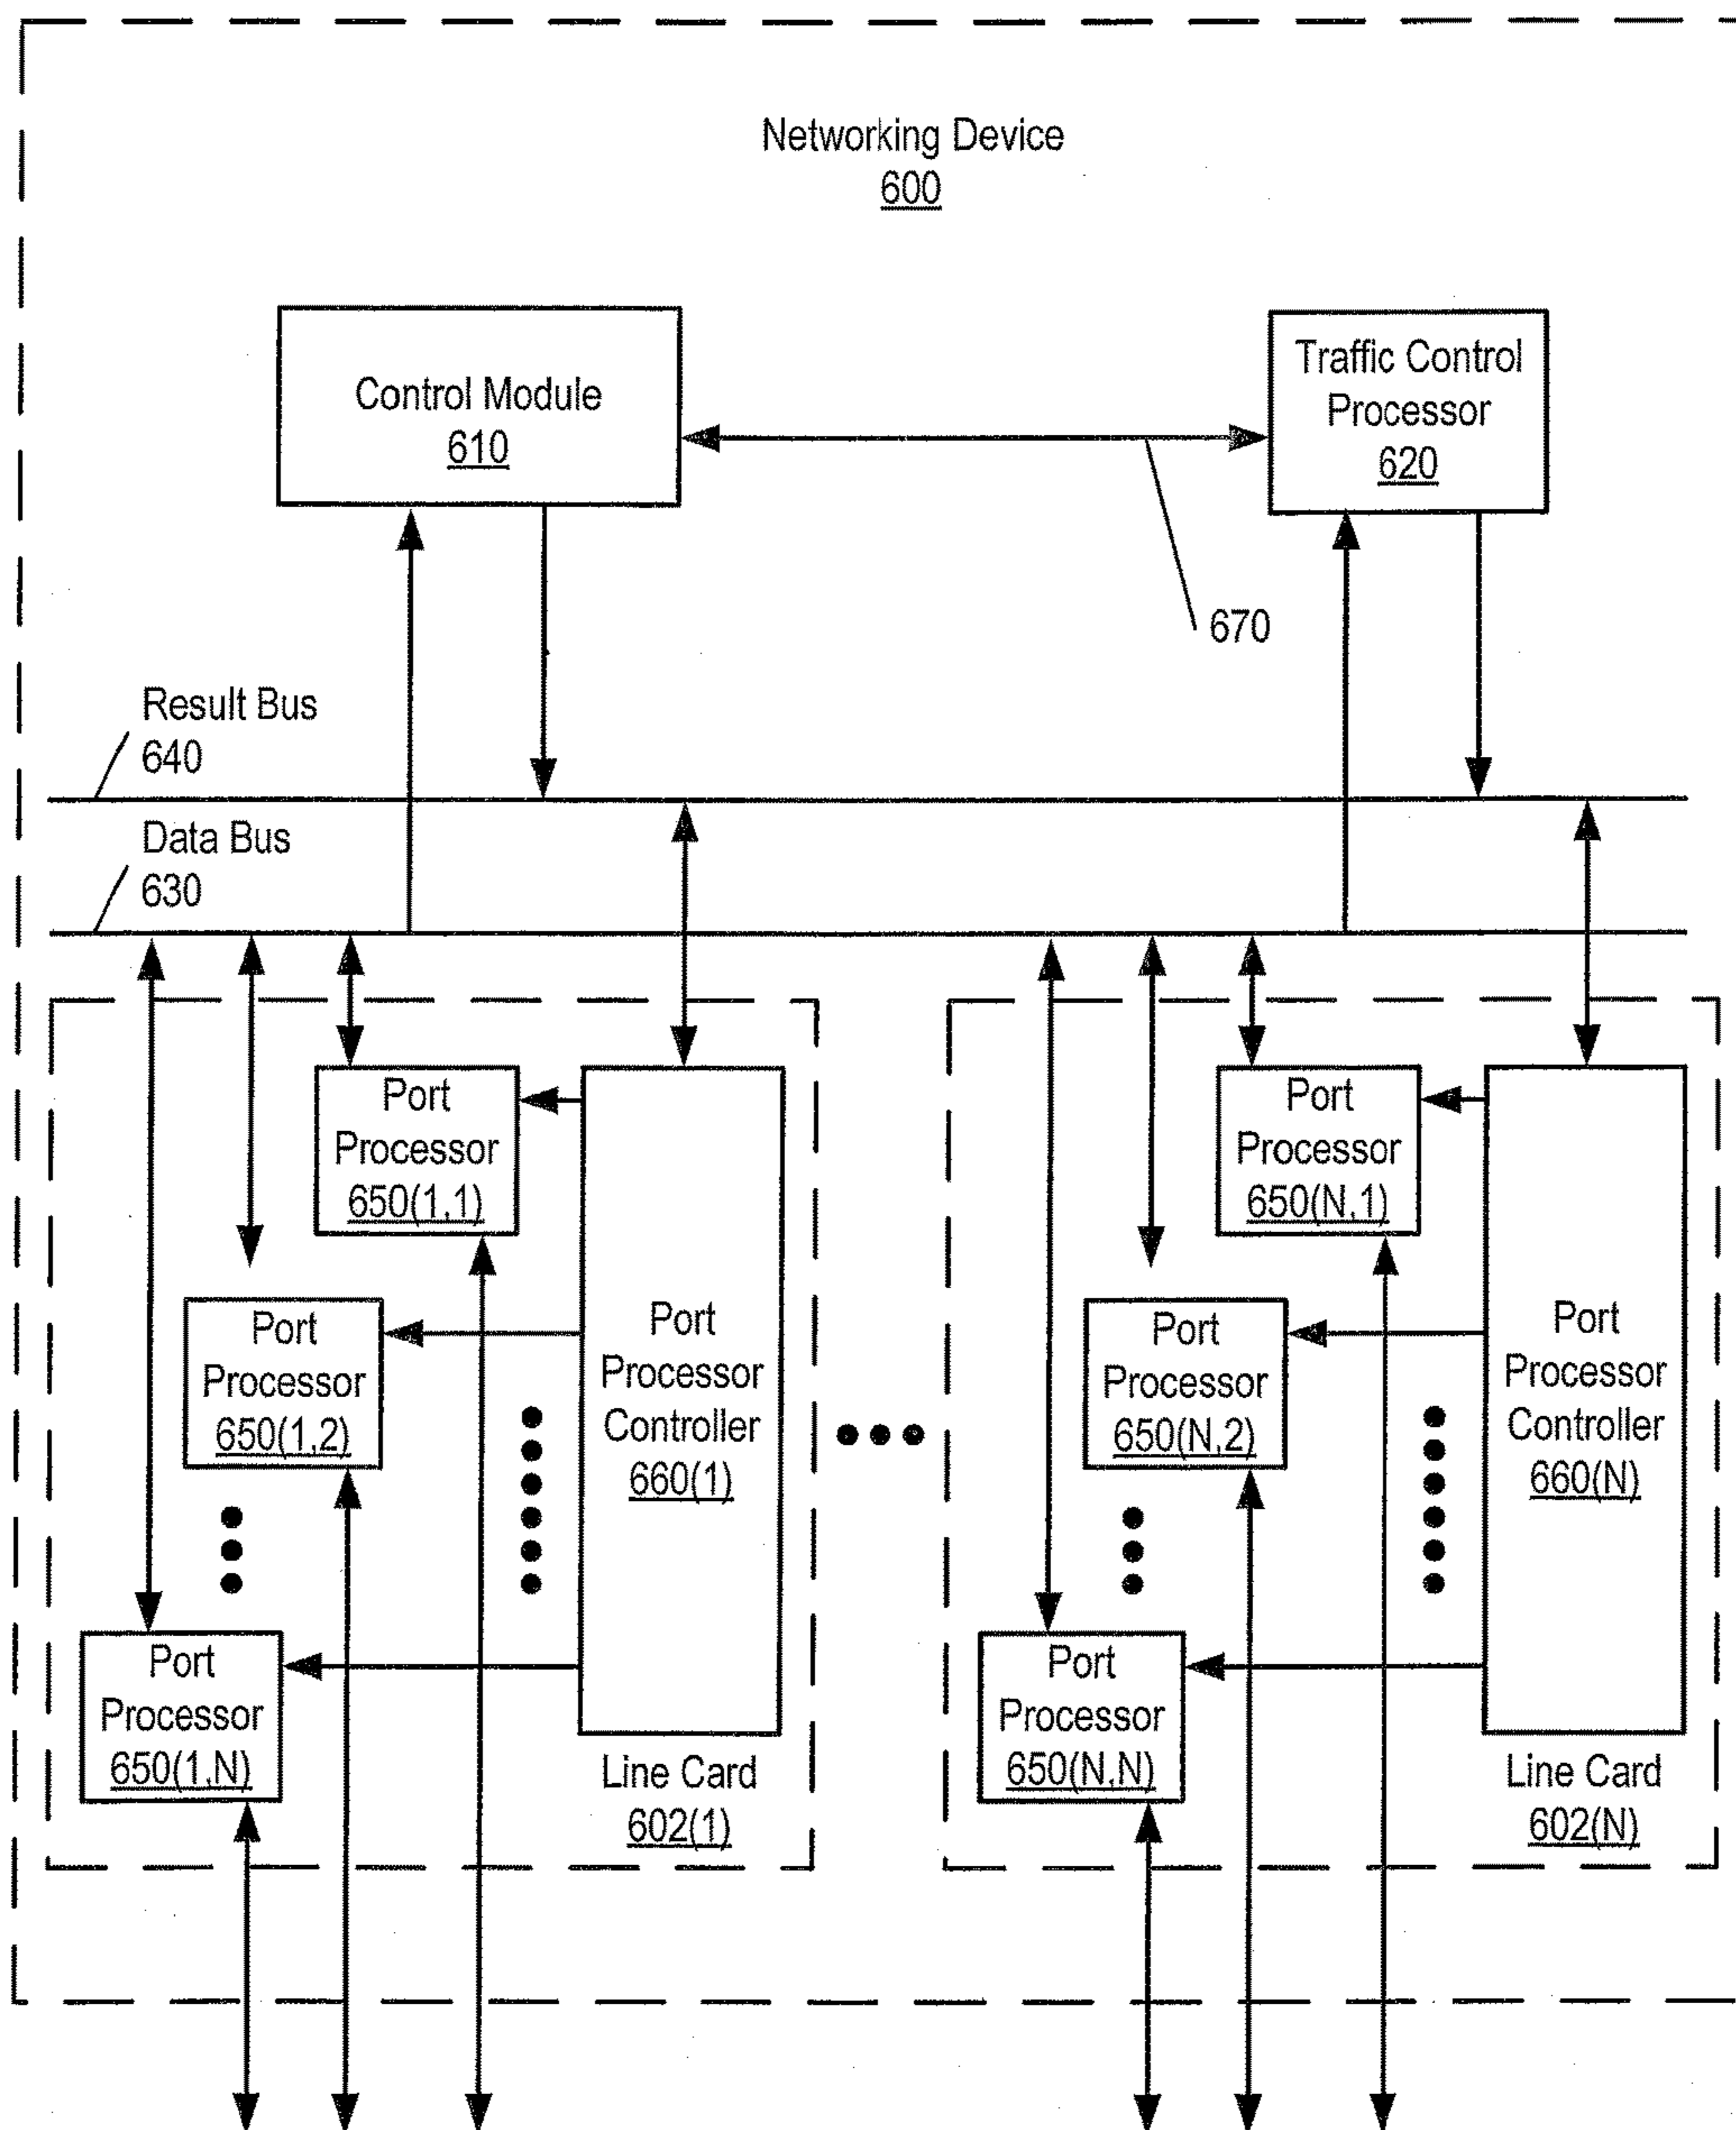 Networking Device
600
Control Module
610
Traffic Control
Processor
620
670
Result Bus
640
Data Bus
630
Port
Processor
650(1,1)
Port
Processor
650(1,2)
Port
Processor
650(1,N)
Port
Processor
Controller
660(1)
Line Card
602(1)
Port
Processor
650(N,1)
Port
Processor
650(N,2)
Port
Processor
650(N,N)
Port
Processor
Controller
660(N)
Line Card
602(N)